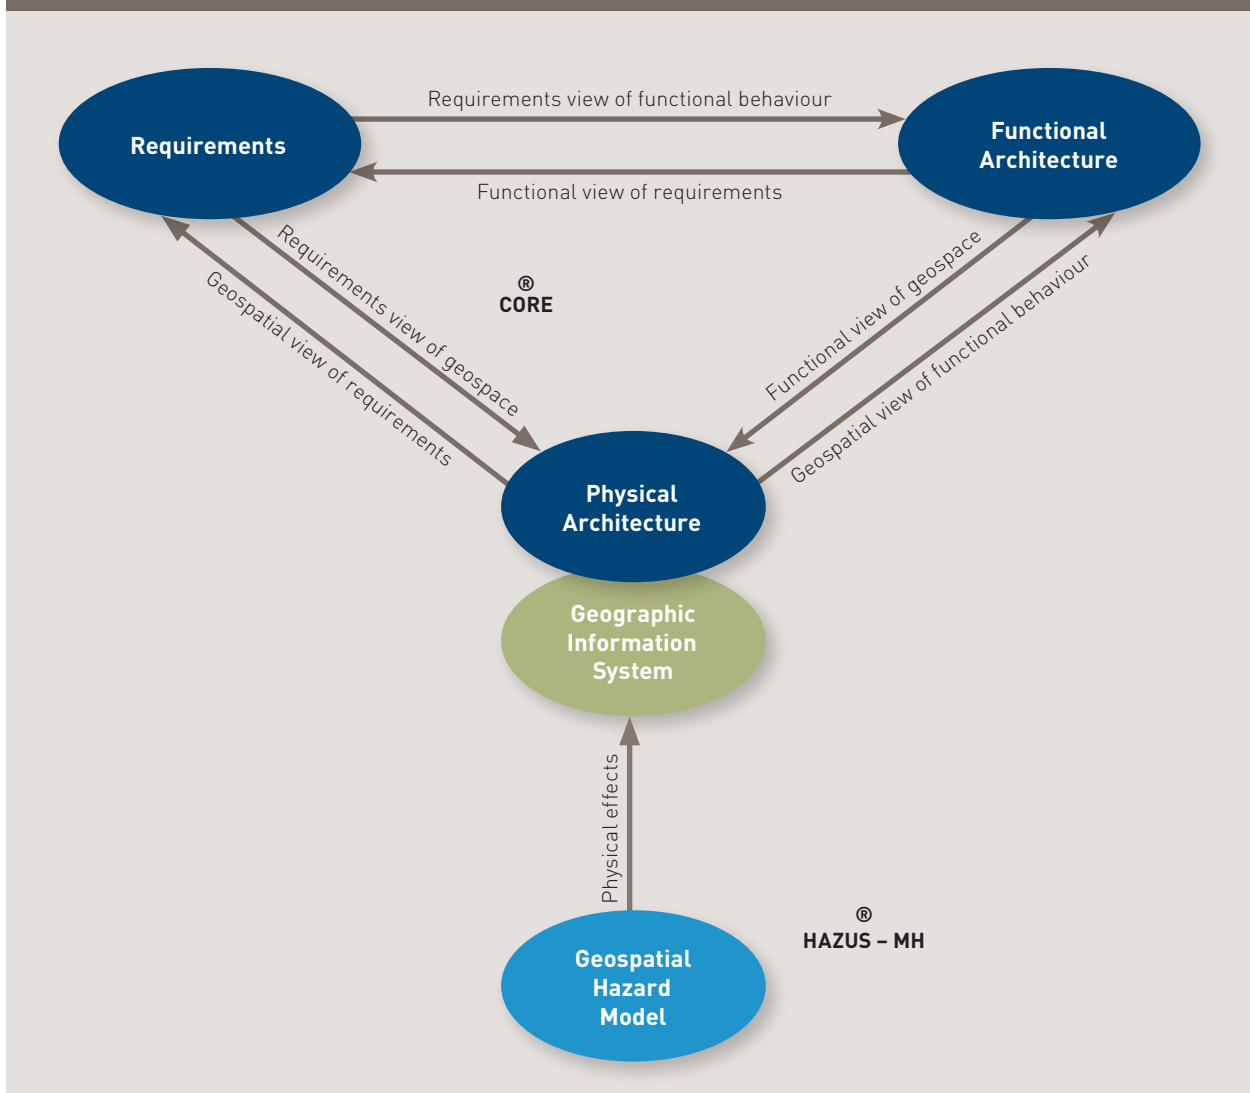 Requirements view of functional behaviour
Requirements
Functional
Architecture
Functional view of requirements
Requirements view of geospace
Geospatial view of requirements
®
CORE
Functional view of geospace
Geospatial view of functional behaviour
Physical
Architecture
Geographic
Information
System
Physical effects
®
HAZUS – MH
Geospatial
Hazard
Model